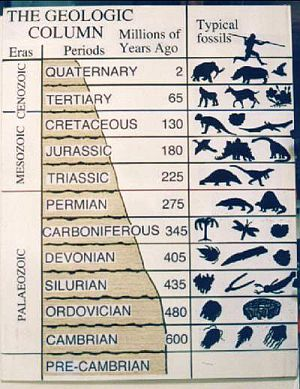 THE GEOLOGIC
COLUMN
Millions of
Years Ago
Typical
fossils
Eras
Periods
CENOZOIC
QUATERNARY 2
TERTIARY 65
MESOZOIC
CRETACEOUS 130
JURASSIC 180
TRIASSIC 225
PALAEOZOIC
PERMIAN 275
CARBONIFEROUS 345
DEVONIAN 405
SILURIAN 435
ORDOVICIAN 480
CAMBRIAN 600
PRE-CAMBRIAN